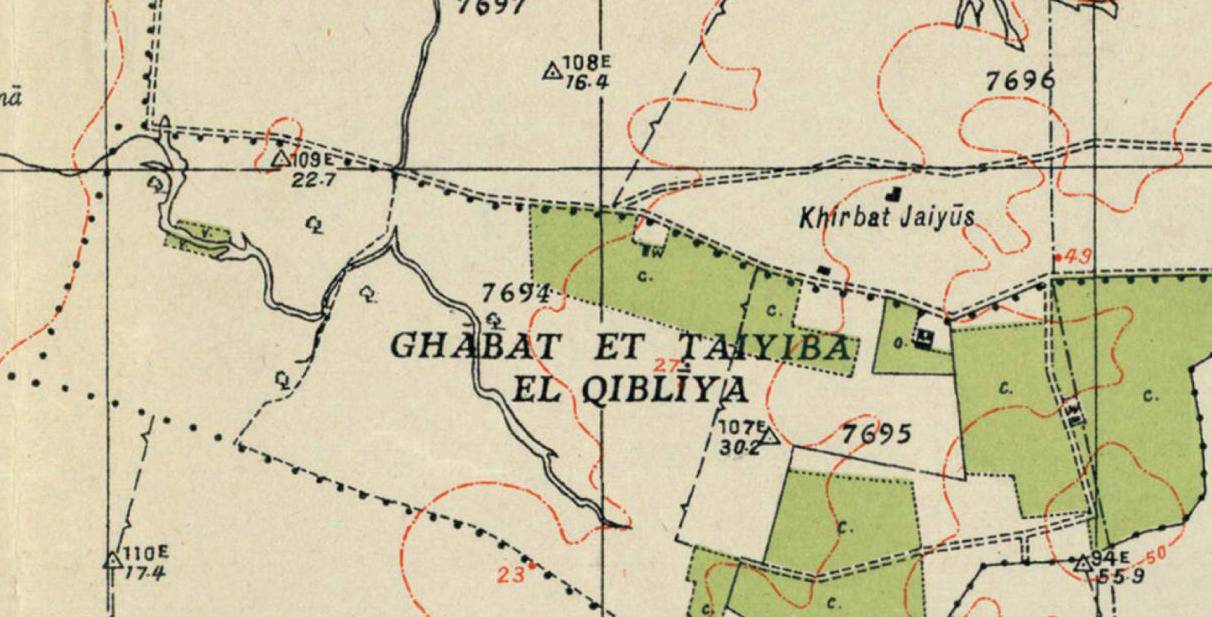 7697
108E
16.4
7696
nā
109E
22.7
Khirbat Jaiyūs
49
v.
v.
W
c.
c.
7694
GHABAT ET TAIYIBA
EL QIBLĪYA
o.
27
c.
c.
107E
30.2
7695
c.
110E
17.4
23
94E
55.9
50
c.
c.